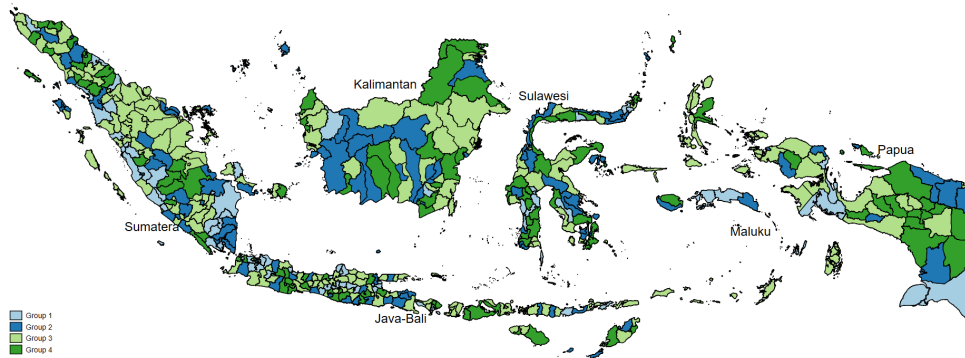 Kalimantan
Sulawesi
Papua
Sumatera
Maluku
Java-Bali
Group 1
Group 2
Group 3
Group 4